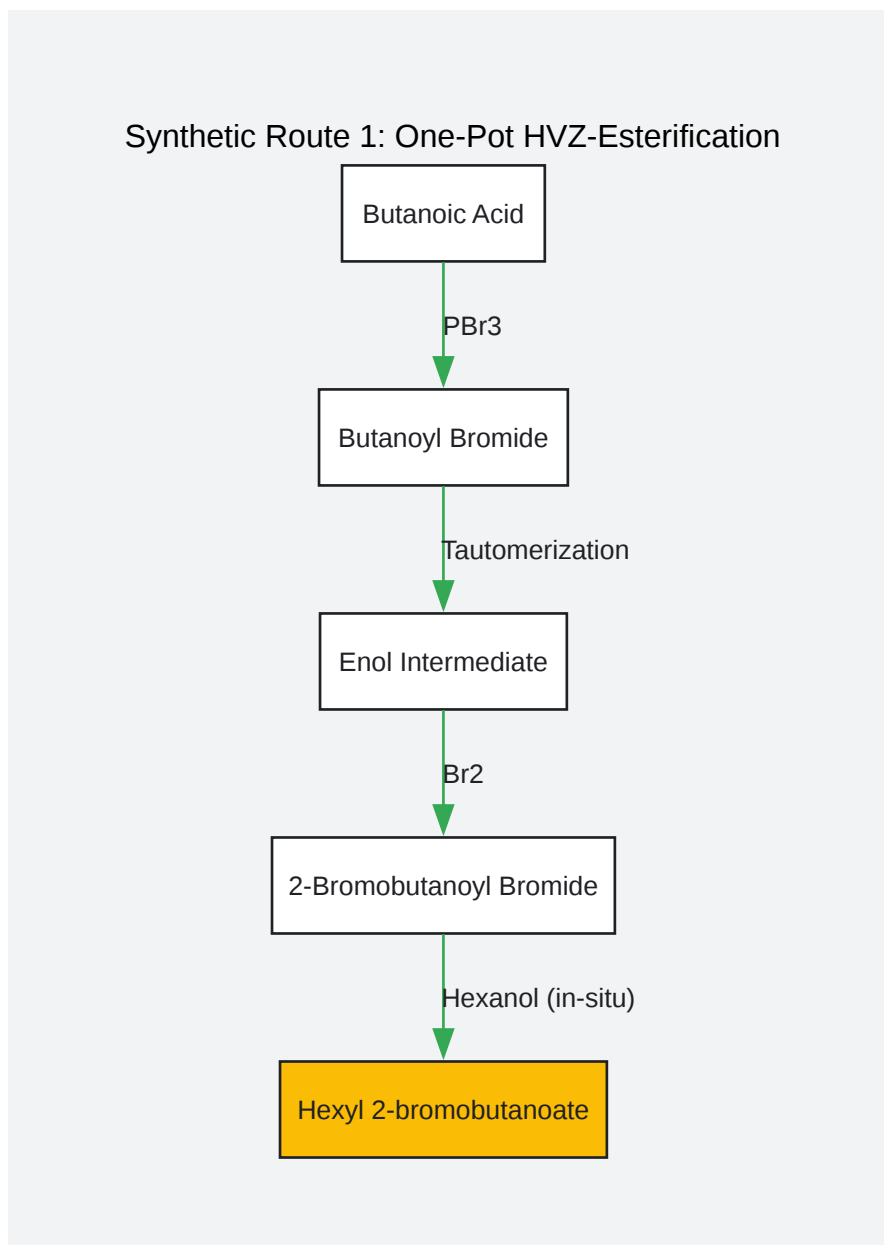 Synthetic Route 1: One-Pot HVZ-Esterification
Butanoic Acid
PBr3
Butanoyl Bromide
Tautomerization
Enol Intermediate
Br2
2-Bromobutanoyl Bromide
Hexanol (in-situ)
Hexyl 2-bromobutanoate